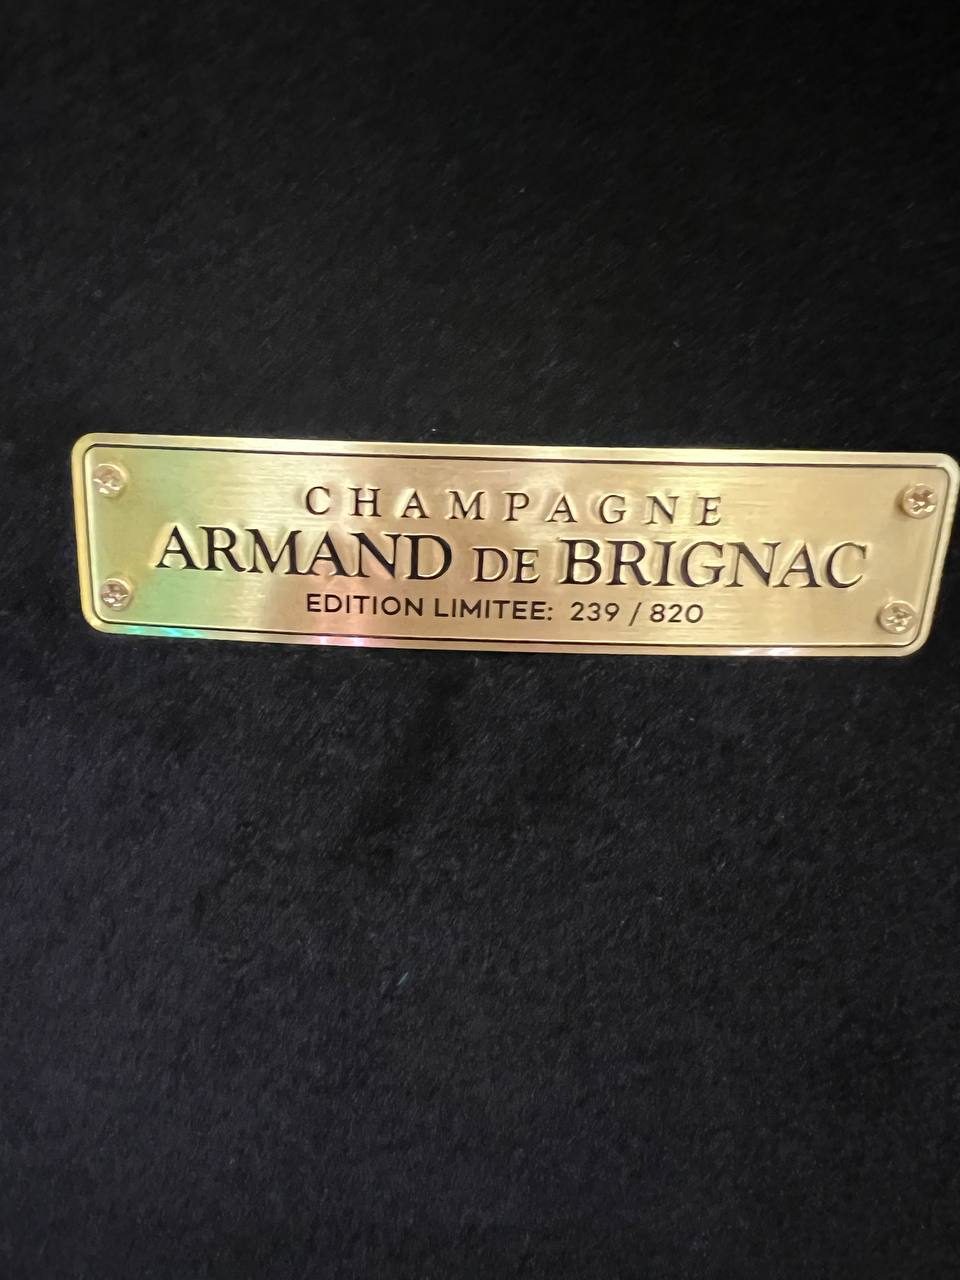 CHAMPAGNE
ARMAND DE BRIGNAC
EDITION LIMITEE: 239 / 820